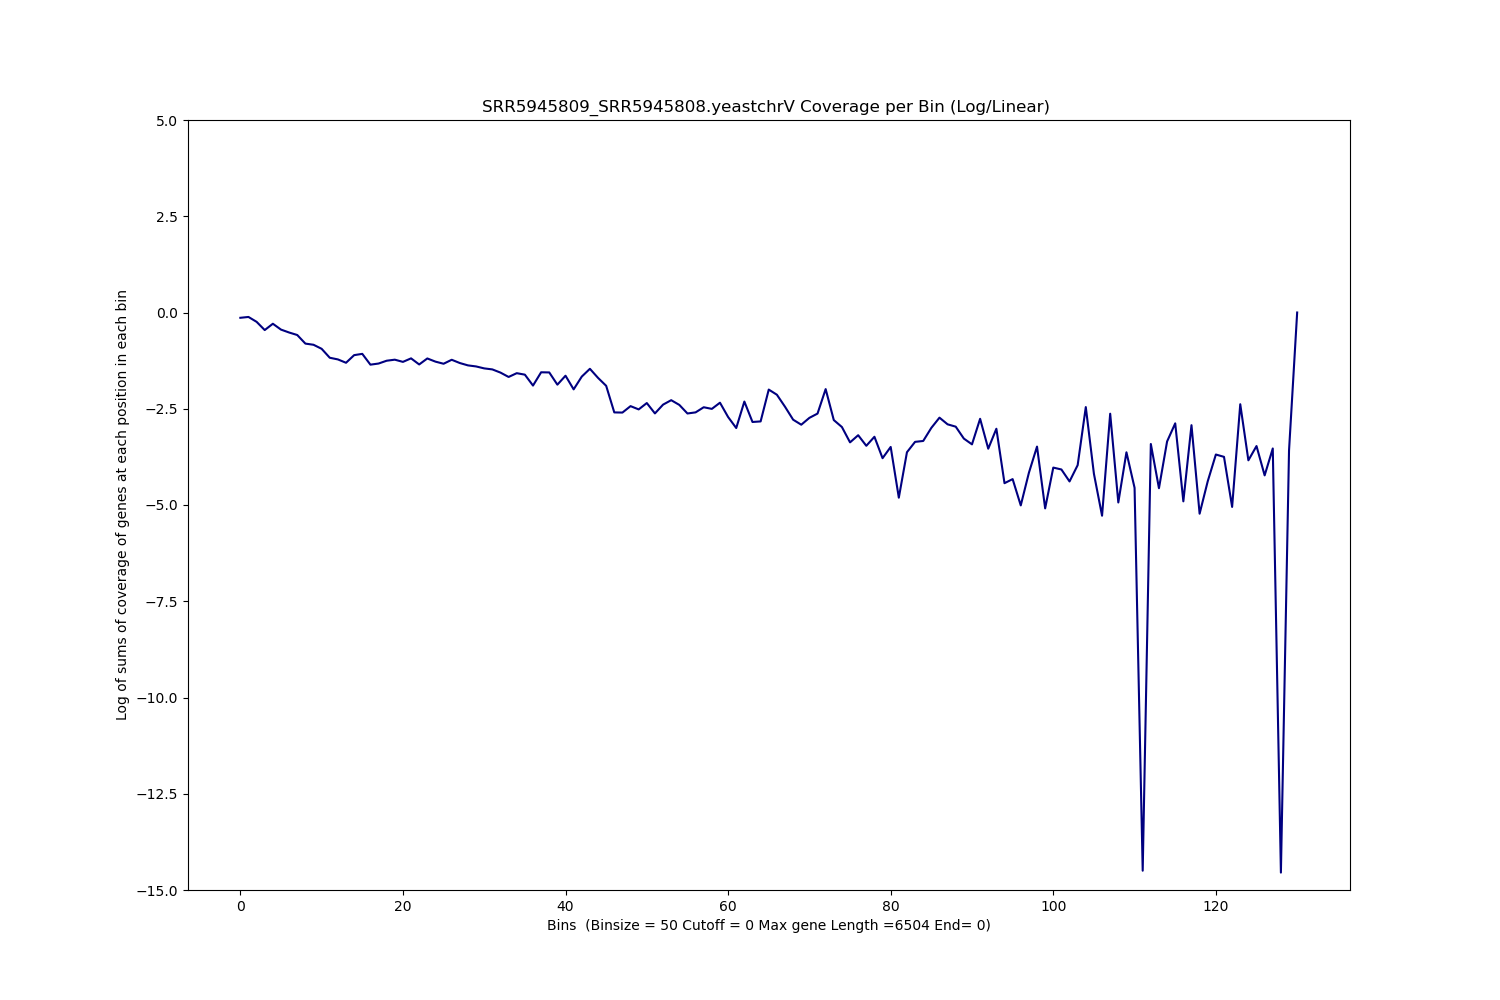 SRR5945809_SRR5945808.yeastchrV Coverage per Bin (Log/Linear)
5.0
2.5
0.0
−2.5
−5.0
−7.5
−10.0
−12.5
−15.0
Log of sums of coverage of genes at each position in each bin
0 20 40 60 80 100 120
Bins  (Binsize = 50 Cutoff = 0 Max gene Length =6504 End= 0)